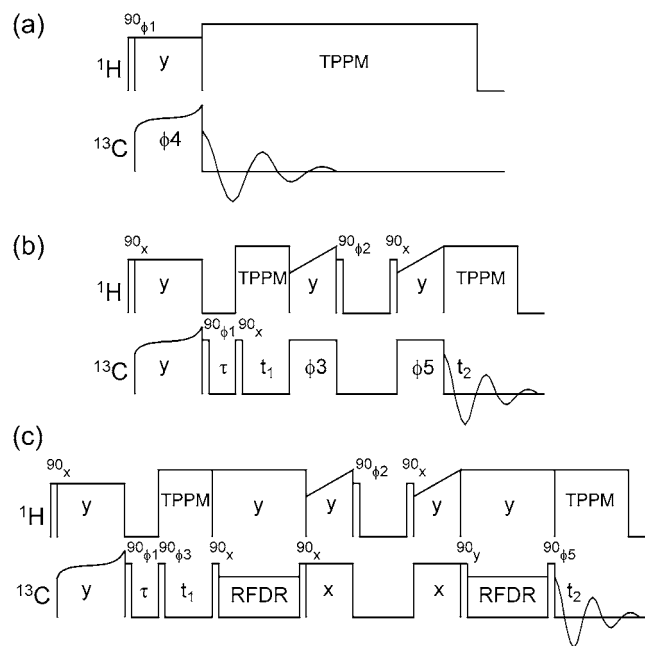 (a)
90ϕ1
¹H y TPPM
¹³C ϕ4
(b)
90x 90ϕ2 90x
¹H y TPPM y y TPPM
90ϕ1 90x
¹³C y τ t₁ ϕ3 ϕ5 t₂
(c)
90x 90ϕ2 90x
¹H y TPPM y y y y TPPM
90ϕ1 90ϕ3 90x 90x 90y 90ϕ5
¹³C y τ t₁ RFDR x x RFDR t₂